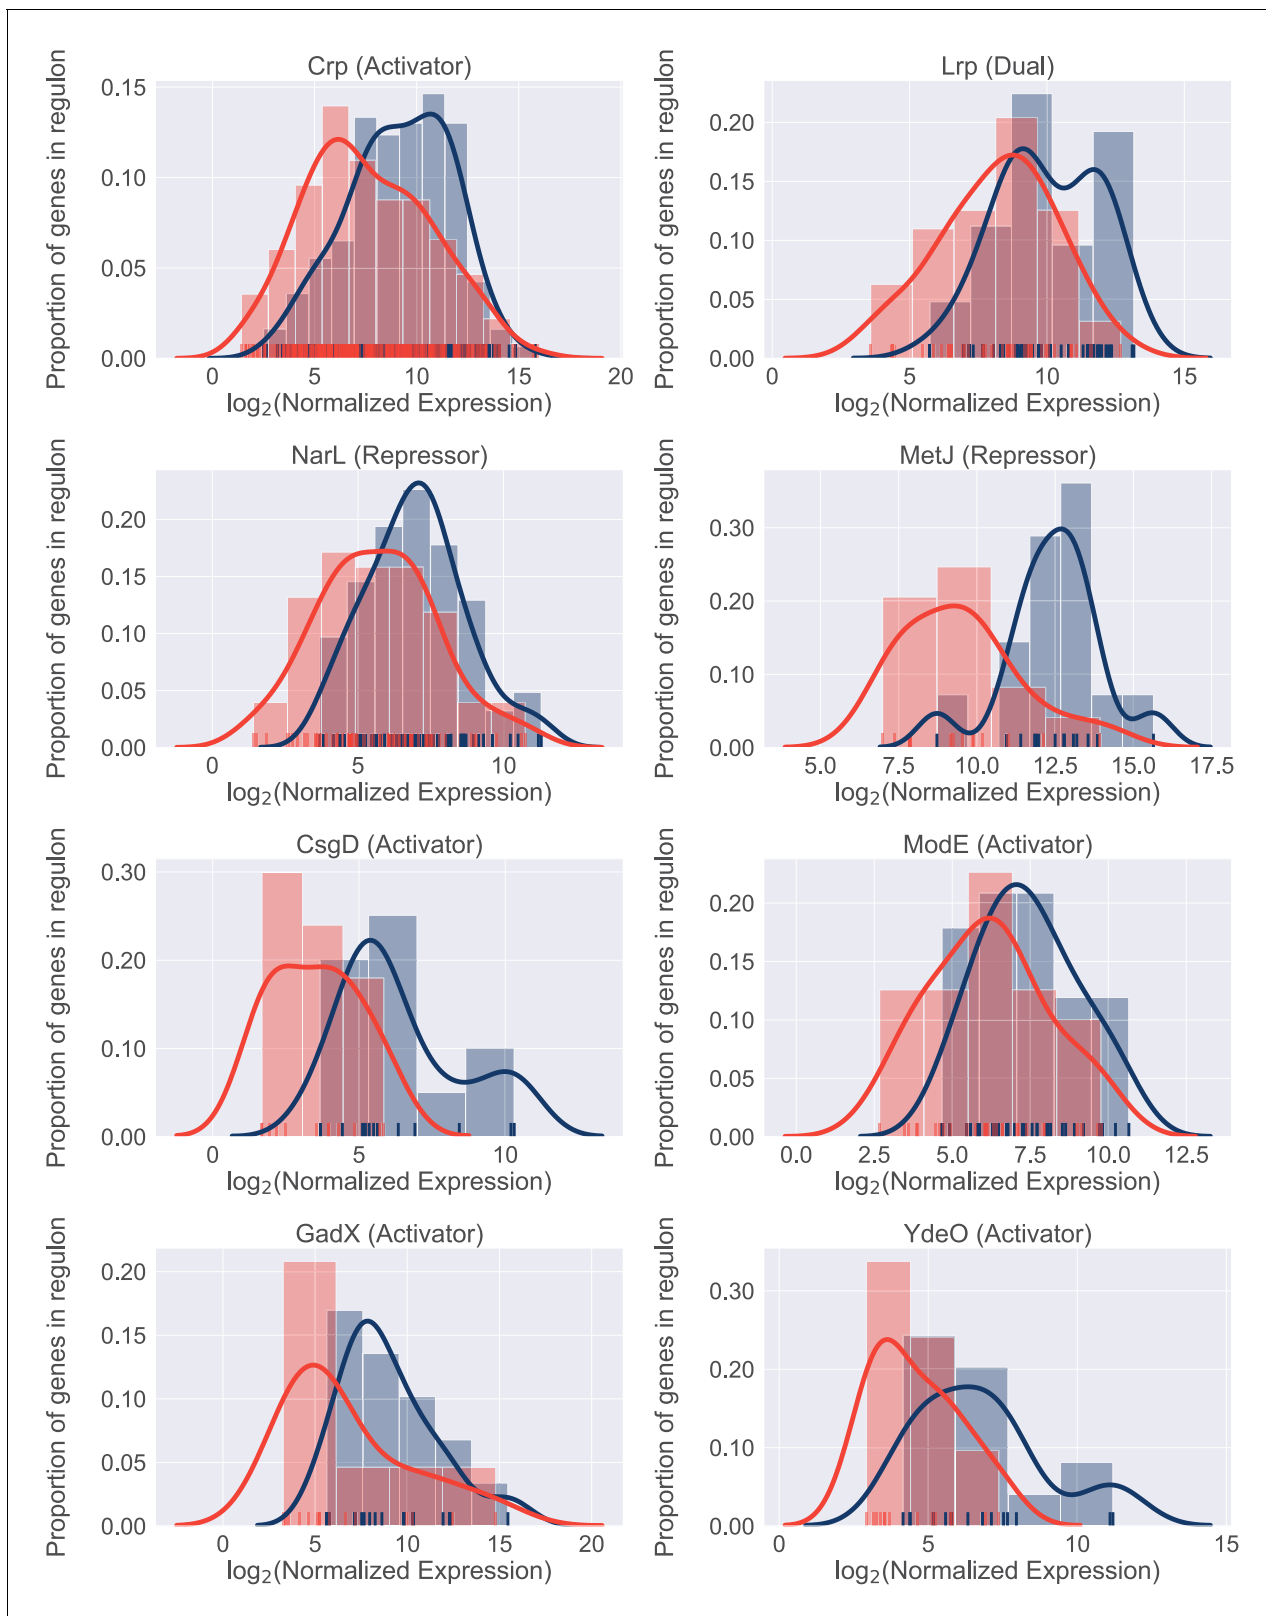 Crp (Activator)
Proportion of genes in regulon
0.15
0.10
0.05
0.00
0 5 10 15 20
log₂(Normalized Expression)
Lrp (Dual)
Proportion of genes in regulon
0.20
0.15
0.10
0.05
0.00
0 5 10 15
log₂(Normalized Expression)
NarL (Repressor)
Proportion of genes in regulon
0.20
0.15
0.10
0.05
0.00
0 5 10
log₂(Normalized Expression)
MetJ (Repressor)
Proportion of genes in regulon
0.30
0.20
0.10
0.00
5.0 7.5 10.0 12.5 15.0 17.5
log₂(Normalized Expression)
CsgD (Activator)
Proportion of genes in regulon
0.30
0.20
0.10
0.00
0 5 10
log₂(Normalized Expression)
ModE (Activator)
Proportion of genes in regulon
0.20
0.15
0.10
0.05
0.00
0.0 2.5 5.0 7.5 10.0 12.5
log₂(Normalized Expression)
GadX (Activator)
Proportion of genes in regulon
0.20
0.15
0.10
0.05
0.00
0 5 10 15 20
log₂(Normalized Expression)
YdeO (Activator)
Proportion of genes in regulon
0.30
0.20
0.10
0.00
0 5 10 15
log₂(Normalized Expression)